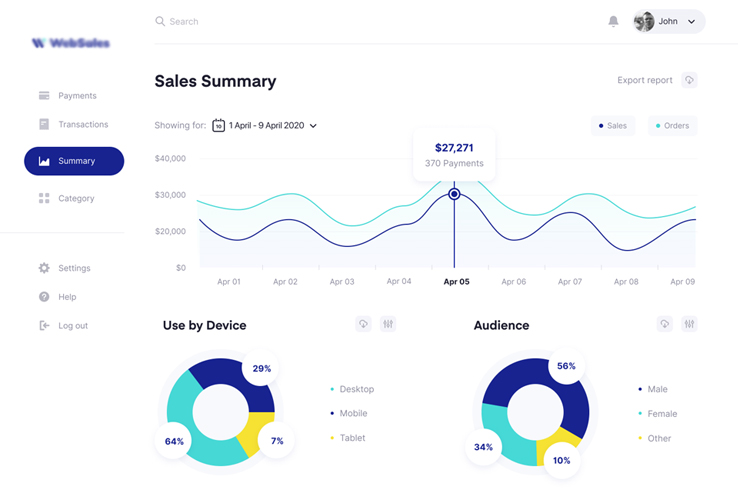 Search
John
WebSales
Sales Summary
Export report
Payments
Transactions
Summary
Category
Settings
Help
Log out
Showing for:
10
1 April - 9 April 2020
Sales
Orders
$27,271
370 Payments
$40,000
$30,000
$20,000
$0
Apr 01 Apr 02 Apr 03 Apr 04 Apr 05 Apr 06 Apr 07 Apr 08 Apr 09
Use by Device
29%
64%
7%
Desktop
Mobile
Tablet
Audience
56%
34%
10%
Male
Female
Other